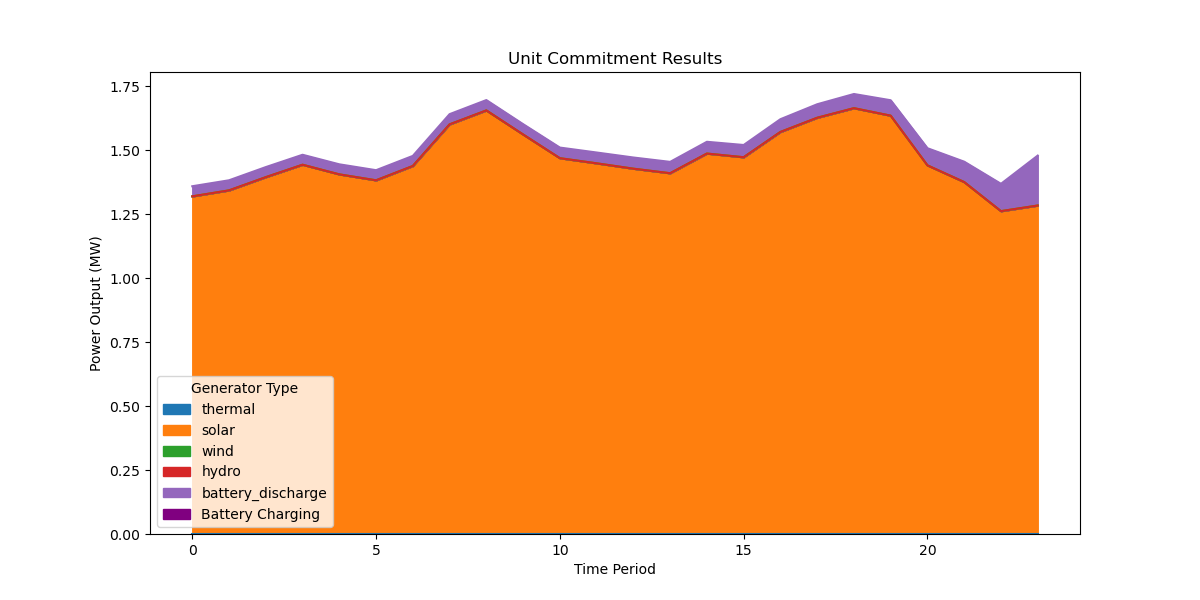 Unit Commitment Results
Power Output (MW)
1.75
1.50
1.25
1.00
0.75
0.50
0.25
0.00
Generator Type
thermal
solar
wind
hydro
battery_discharge
Battery Charging
0 5 10 15 20
Time Period